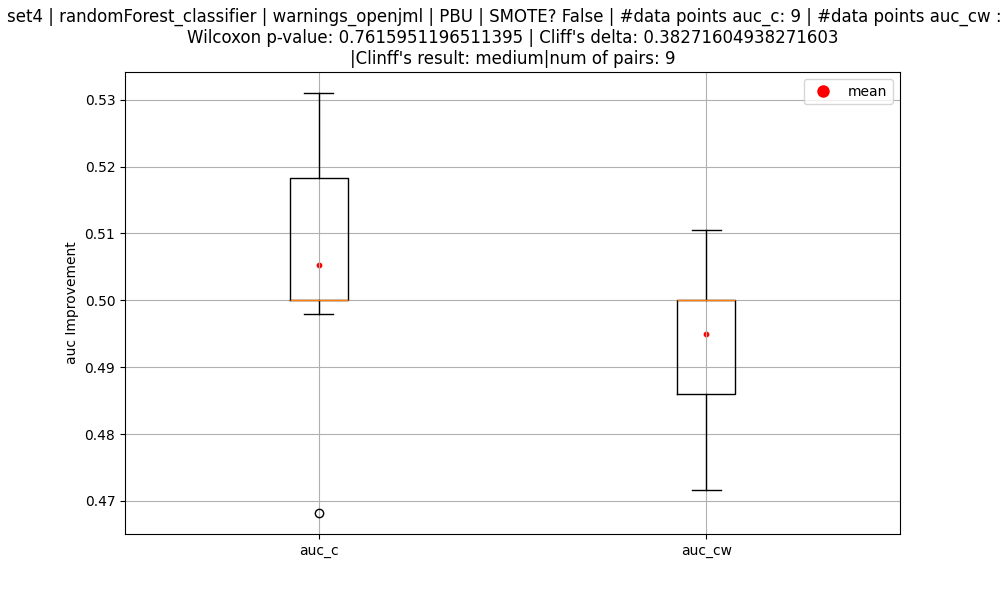 set4 | randomForest_classifier | warnings_openjml | PBU | SMOTE? False | #data points auc_c: 9 | #data points auc_cw :
Wilcoxon p-value: 0.7615951196511395 | Cliff's delta: 0.38271604938271603
|Clinff's result: medium|num of pairs: 9
mean
0.53
0.52
0.51
0.50
0.49
0.48
0.47
auc Improvement
auc_c
auc_cw